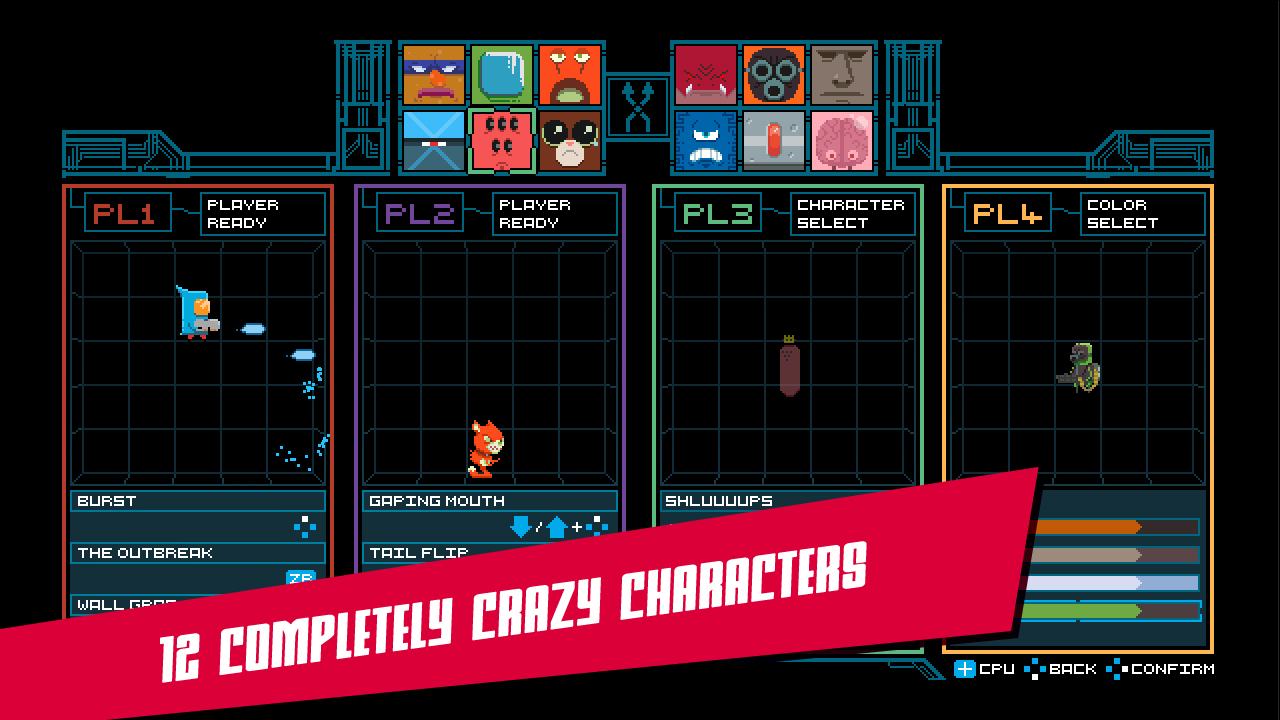 PL1
PLAYER
READY
PL2
PLAYER
READY
PL3
CHARACTER
SELECT
PL4
COLOR
SELECT
BURST
THE OUTBREAK
ZR
GAPING MOUTH
/ +
TAIL FLIP
SHLUUUUPS
12 COMPLETELY CRAZY CHARACTERS
+ CPU BACK CONFIRM